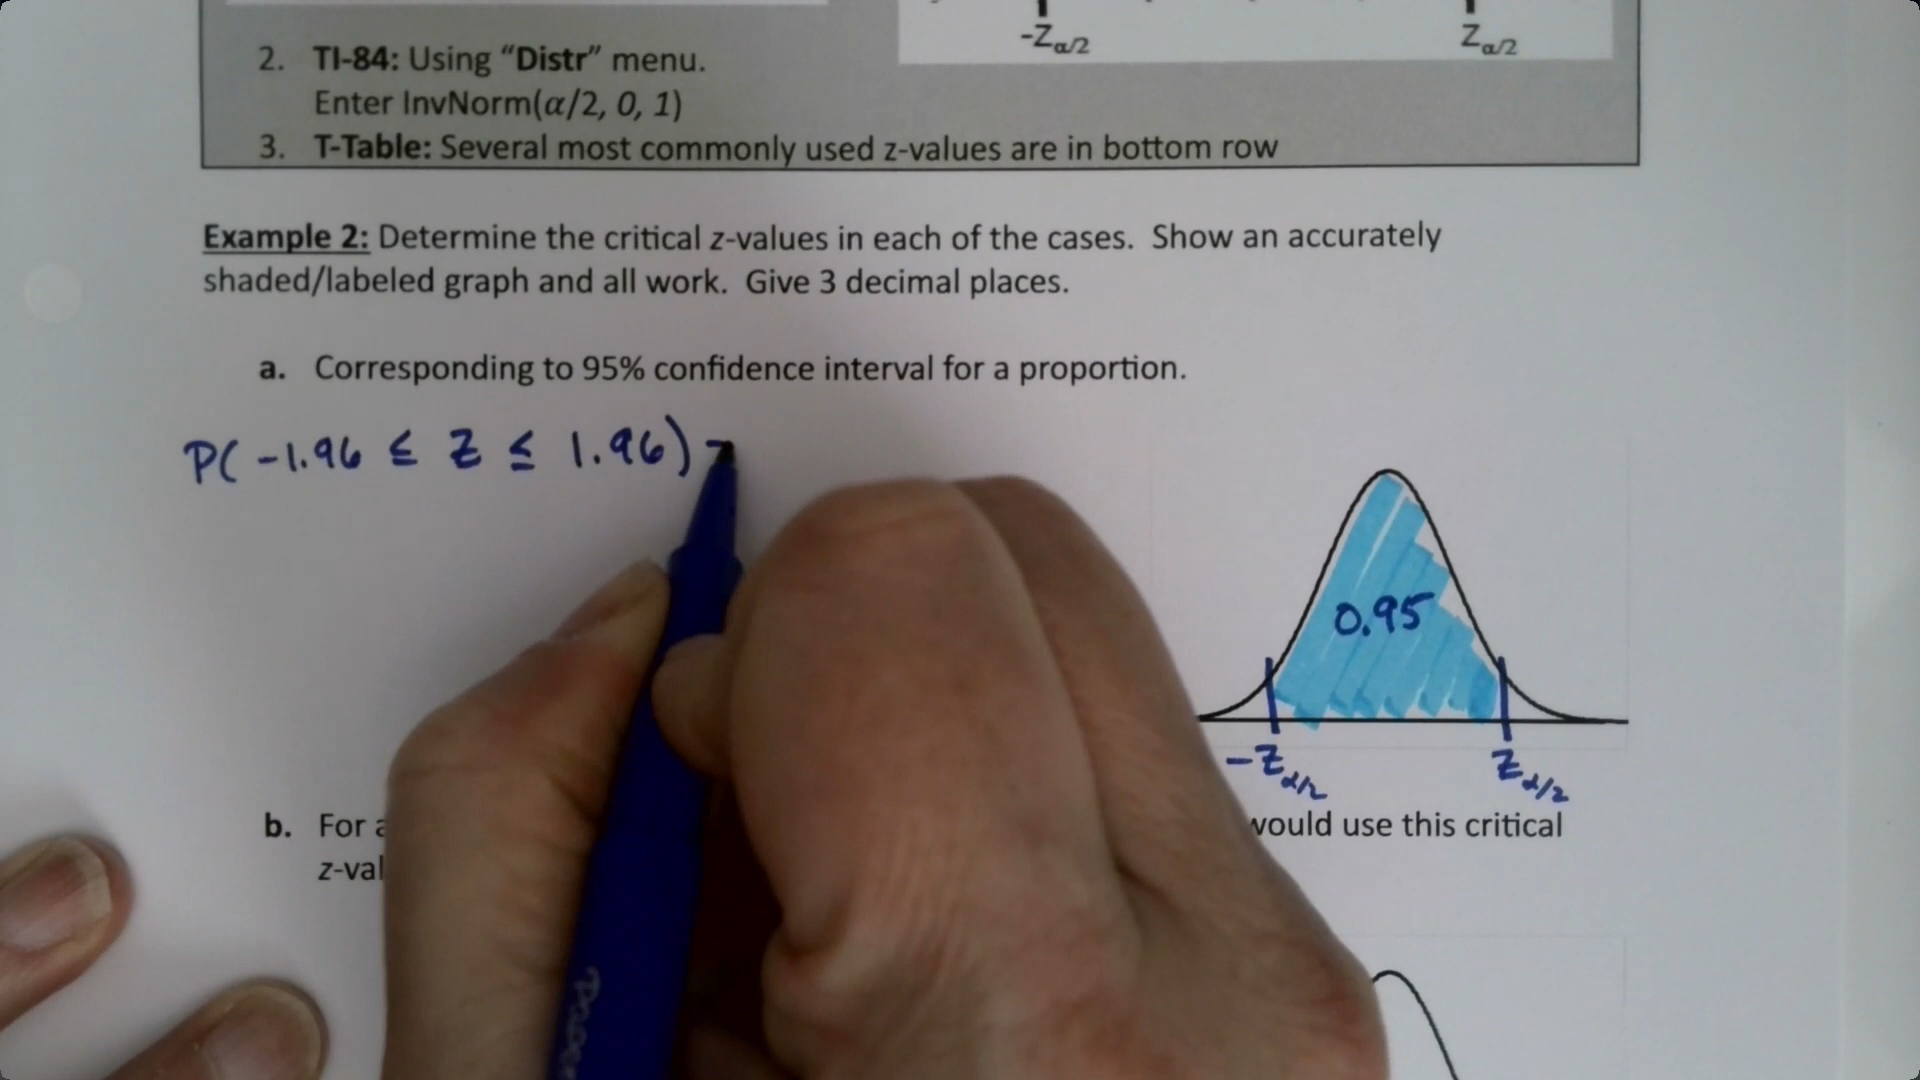 -Zα/2 Zα/2
2. TI-84: Using “Distr” menu.
Enter InvNorm(α/2, 0, 1)
3. T-Table: Several most commonly used z-values are in bottom row
Example 2: Determine the critical z-values in each of the cases. Show an accurately
shaded/labeled graph and all work. Give 3 decimal places.
a. Corresponding to 95% confidence interval for a proportion.
P( -1.96 ≤ Z ≤ 1.96) =
0.95
-Zα/2 Zα/2
b. For would use this critical